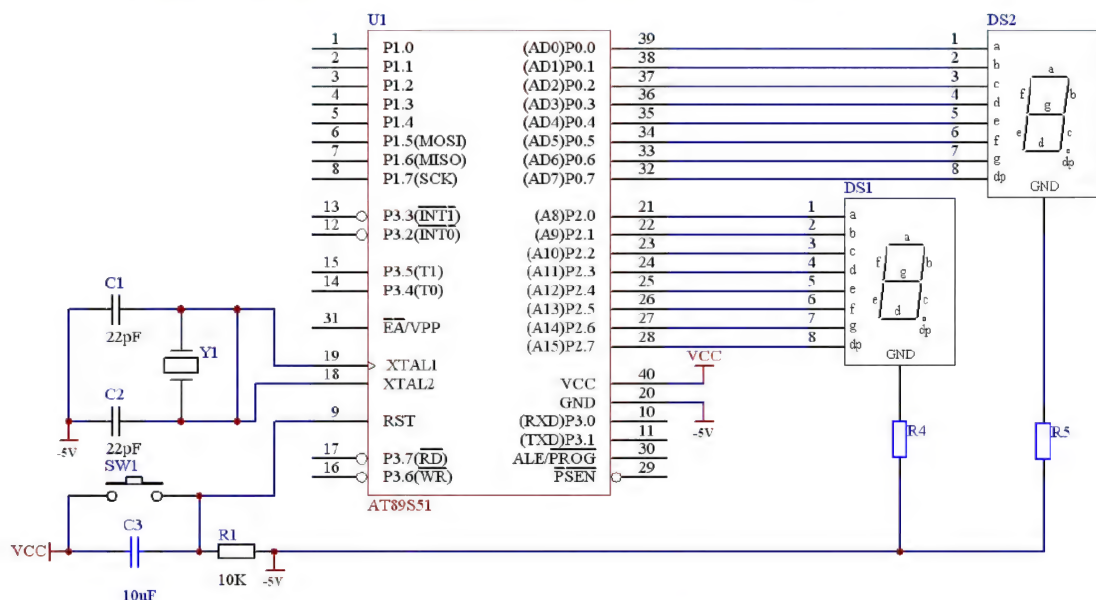 U1
DS2
1 P1.0 (AD0)P0.0 39 1 a
2 P1.1 (AD1)P0.1 38 2 b
3 P1.2 (AD2)P0.2 37 3 c
4 P1.3 (AD3)P0.3 36 4 d
5 P1.4 (AD4)P0.4 35 5 e
6 P1.5(MOSI) (AD5)P0.5 34 6 f
7 P1.6(MISO) (AD6)P0.6 33 7 g
8 P1.7(SCK) (AD7)P0.7 32 8 dp
a
f b
g
e c
d dp
GND
DS1
13 P3.3(INT1) (A8)P2.0 21 1 a
12 P3.2(INT0) (A9)P2.1 22 2 b
(A10)P2.2 23 3 c
15 P3.5(T1) (A11)P2.3 24 4 d
14 P3.4(T0) (A12)P2.4 25 5 e
(A13)P2.5 26 6 f
31 EA/VPP (A14)P2.6 27 7 g
(A15)P2.7 28 8 dp
a
f b
g
e c
d dp
GND
19 XTAL1
18 XTAL2 VCC 40 VCC
GND 20 -5V
9 RST (RXD)P3.0 10
(TXD)P3.1 11
17 P3.7(RD) ALE/PROG 30
16 P3.6(WR) PSEN 29
AT89S51
C1
22pF
Y1
C2
-5V 22pF
SW1
C3
VCC
10uF
R1
10K -5V
R4
R5